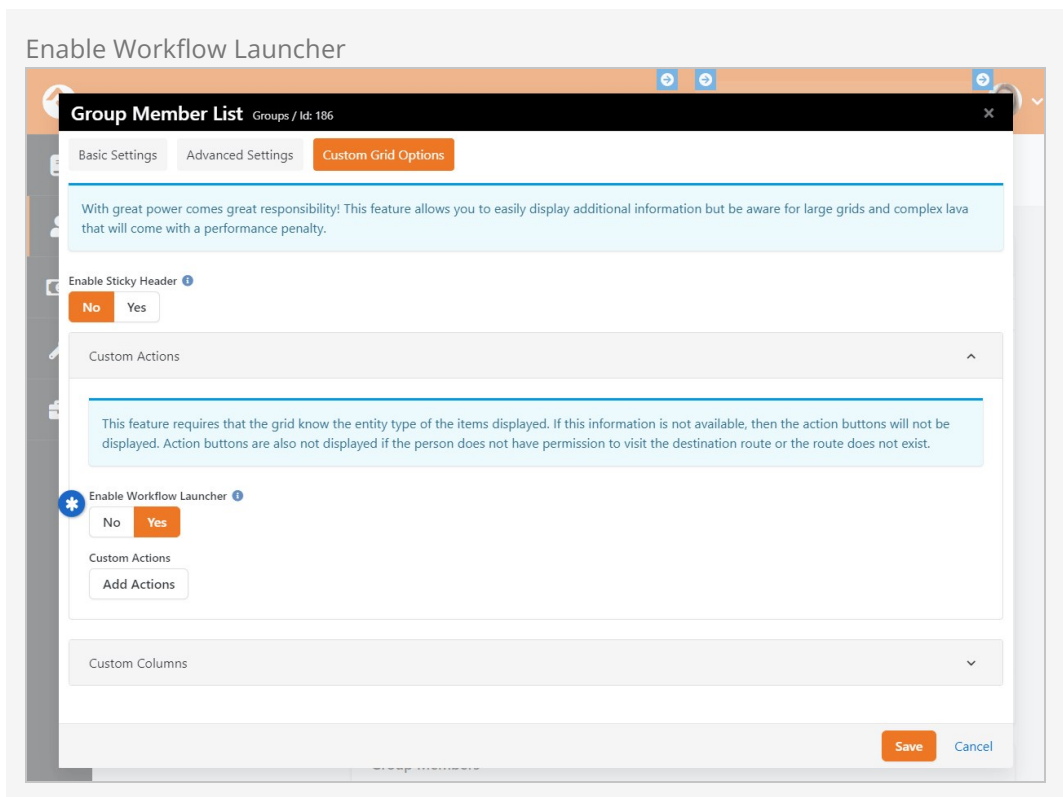 Enable Workflow Launcher
Group Member List Groups / Id: 186
Basic Settings Advanced Settings Custom Grid Options
With great power comes great responsibility! This feature allows you to easily display additional information but be aware for large grids and complex lava
that will come with a performance penalty.
Enable Sticky Header
No Yes
Custom Actions
This feature requires that the grid know the entity type of the items displayed. If this information is not available, then the action buttons will not be
displayed. Action buttons are also not displayed if the person does not have permission to visit the destination route or the route does not exist.
Enable Workflow Launcher
No Yes
Custom Actions
Add Actions
Custom Columns
Save Cancel